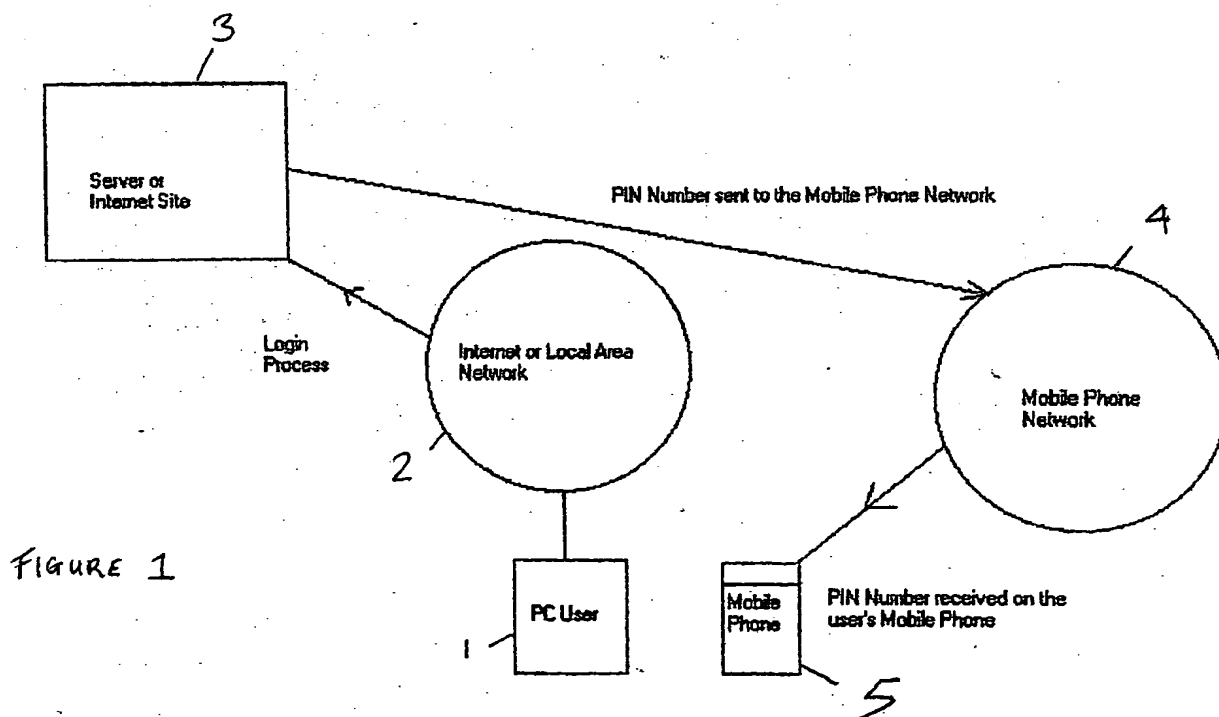 3
Server or
Internet Site
PIN Number sent to the Mobile Phone Network
4
Login
Process
Internet or Local Area
Network
Mobile Phone
Network
2
FIGURE 1
PC User
1
Mobile
Phone
PIN Number received on the
user's Mobile Phone
5